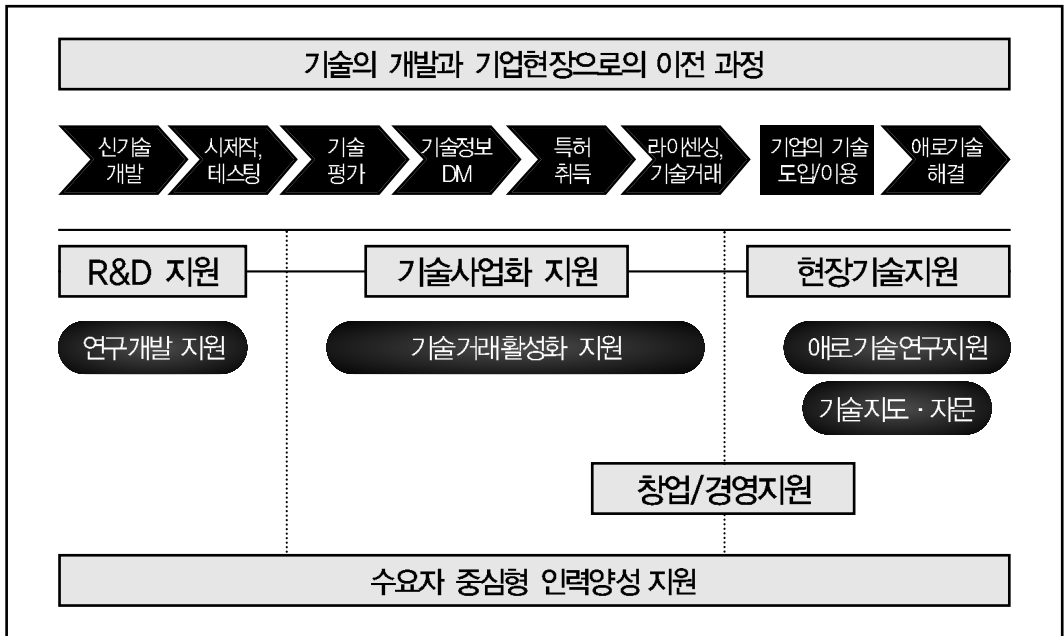 기술의 개발과 기업현장으로의 이전 과정
신기술
개발
시제작,
테스팅
기술
평가
기술정보
DM
특허
취득
라이센싱,
기술거래
기업의 기술
도입/이용
애로기술
해결
R&D 지원
기술사업화 지원
현장기술지원
연구개발 지원
기술거래활성화 지원
애로기술연구지원
기술지도 · 자문
창업/경영지원
수요자 중심형 인력양성 지원